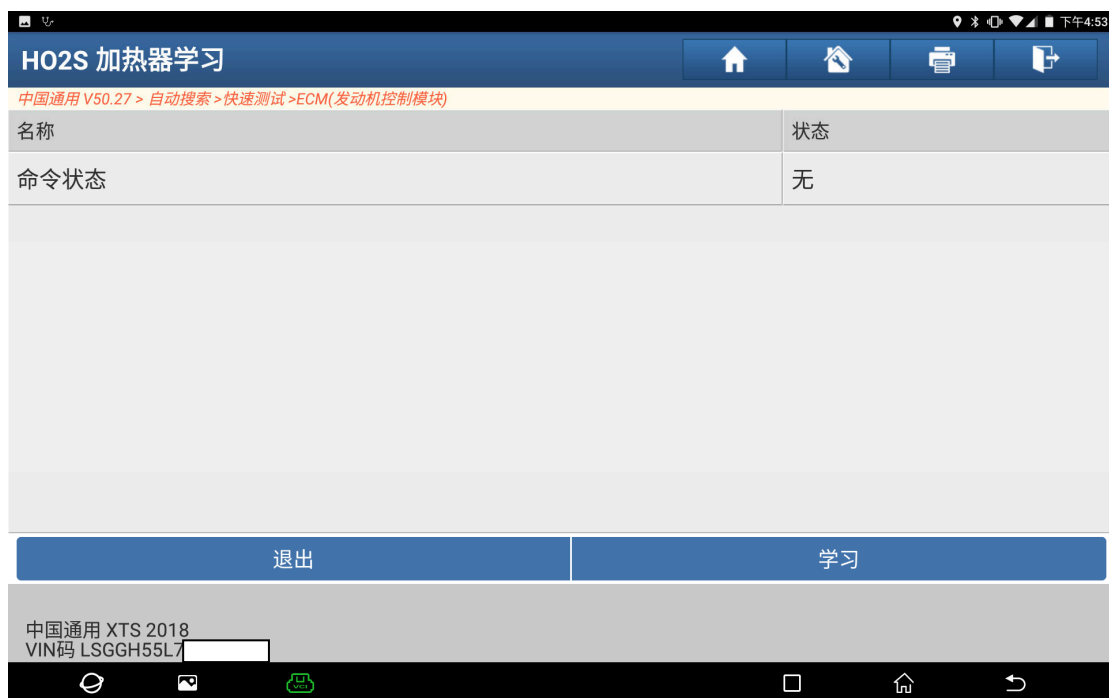 下午4:53
HO2S 加热器学习
中国通用 V50.27 > 自动搜索 >快速测试 >ECM(发动机控制模块)
名称 状态
命令状态 无
退出 学习
中国通用 XTS 2018
VIN码 LSGGH55L7
VCI